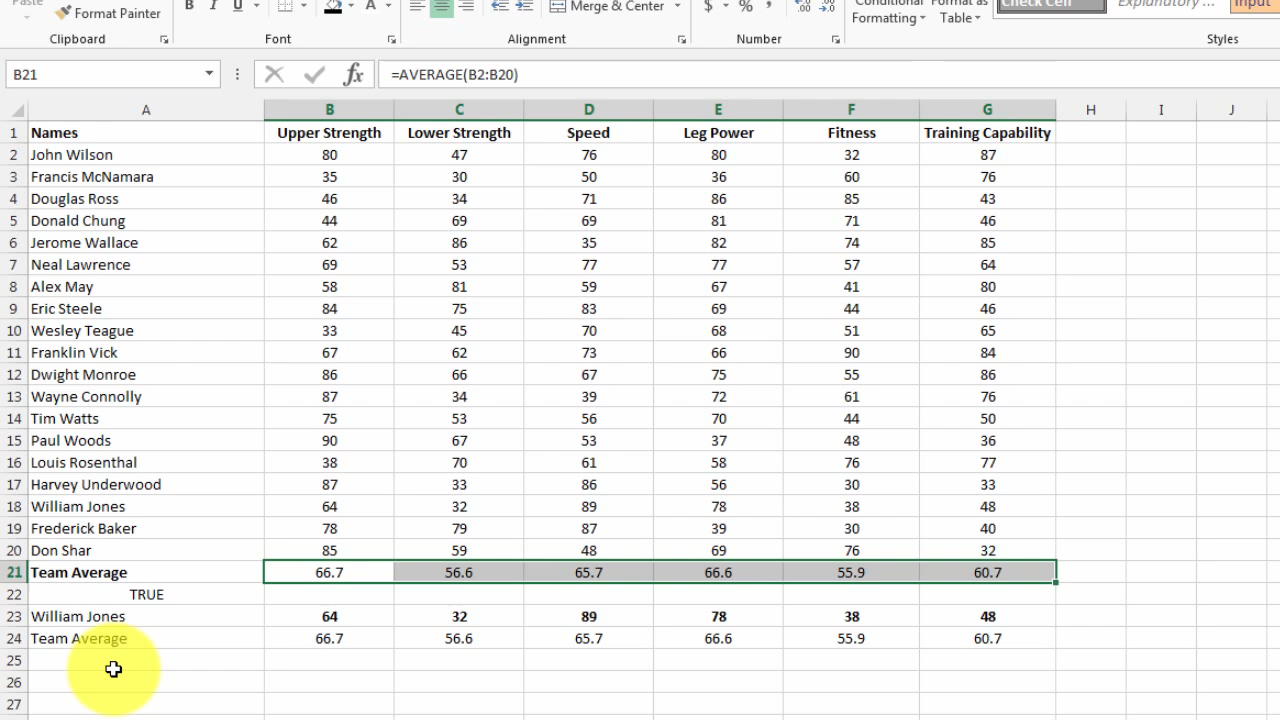 Paste Format Painter B I U A Merge & Center $ % , Conditional Format as Check Cell Explanatory ... Input
Formatting Table
Clipboard Font Alignment Number Styles
B21 fx =AVERAGE(B2:B20)
A B C D E F G H I J
1 Names Upper Strength Lower Strength Speed Leg Power Fitness Training Capability
2 John Wilson 80 47 76 80 32 87
3 Francis McNamara 35 30 50 36 60 76
4 Douglas Ross 46 34 71 86 85 43
5 Donald Chung 44 69 69 81 71 46
6 Jerome Wallace 62 86 35 82 74 85
7 Neal Lawrence 69 53 77 77 57 64
8 Alex May 58 81 59 67 41 80
9 Eric Steele 84 75 83 69 44 46
10 Wesley Teague 33 45 70 68 51 65
11 Franklin Vick 67 62 73 66 90 84
12 Dwight Monroe 86 66 67 75 55 86
13 Wayne Connolly 87 34 39 72 61 76
14 Tim Watts 75 53 56 70 44 50
15 Paul Woods 90 67 53 37 48 36
16 Louis Rosenthal 38 70 61 58 76 77
17 Harvey Underwood 87 33 86 56 30 33
18 William Jones 64 32 89 78 38 48
19 Frederick Baker 78 79 87 39 30 40
20 Don Shar 85 59 48 69 76 32
21 Team Average 66.7 56.6 65.7 66.6 55.9 60.7
22 TRUE
23 William Jones 64 32 89 78 38 48
24 Team Average 66.7 56.6 65.7 66.6 55.9 60.7
25
26
27